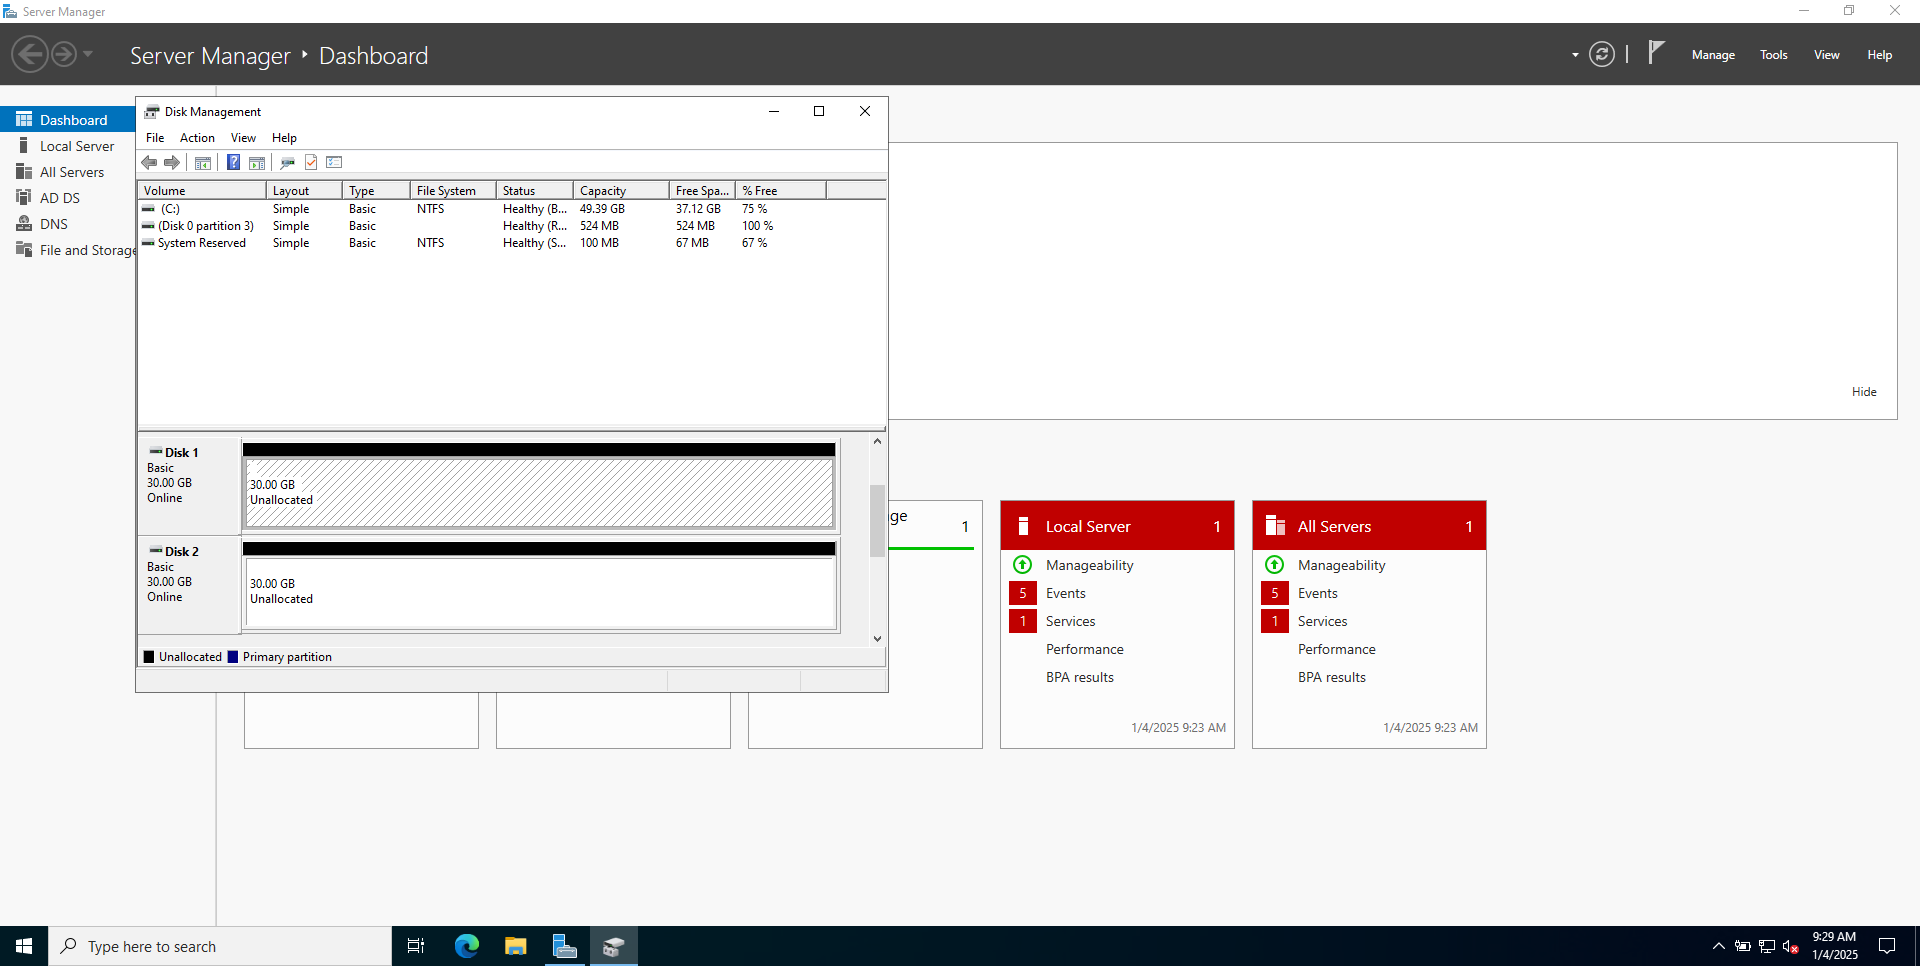 Server Manager
Server Manager ‣ Dashboard
Manage Tools View Help
Dashboard
Local Server
All Servers
AD DS
DNS
File and Storage
Disk Management
File Action View Help
Volume Layout Type File System Status Capacity Free Spa... % Free
(C:) Simple Basic NTFS Healthy (B... 49.39 GB 37.12 GB 75 %
(Disk 0 partition 3) Simple Basic Healthy (R... 524 MB 524 MB 100 %
System Reserved Simple Basic NTFS Healthy (S... 100 MB 67 MB 67 %
Hide
Disk 1
Basic
30.00 GB
Online
30.00 GB
Unallocated
Disk 2
Basic
30.00 GB
Online
30.00 GB
Unallocated
Unallocated Primary partition
ge 1
Local Server 1
Manageability
5 Events
1 Services
Performance
BPA results
1/4/2025 9:23 AM
All Servers 1
Manageability
5 Events
1 Services
Performance
BPA results
1/4/2025 9:23 AM
Type here to search
9:29 AM
1/4/2025